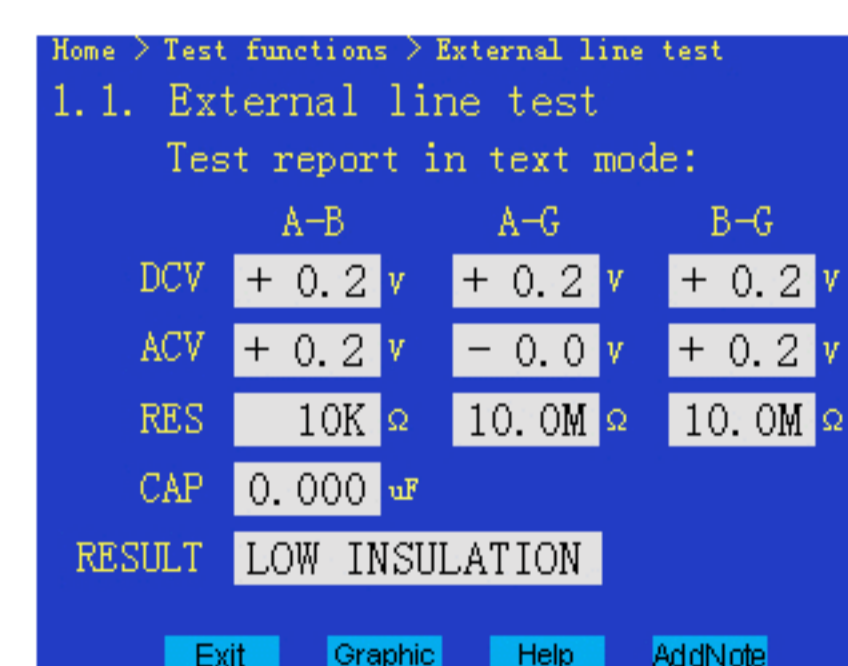 Home > Test functions > External line test
1.1. External line test
Test report in text mode:
A-B A-G B-G
DCV + 0.2 V + 0.2 V + 0.2 V
ACV + 0.2 V - 0.0 V + 0.2 V
RES 10K Ω 10.0M Ω 10.0M Ω
CAP 0.000 uF
RESULT LOW INSULATION
Exit Graphic Help AddNote